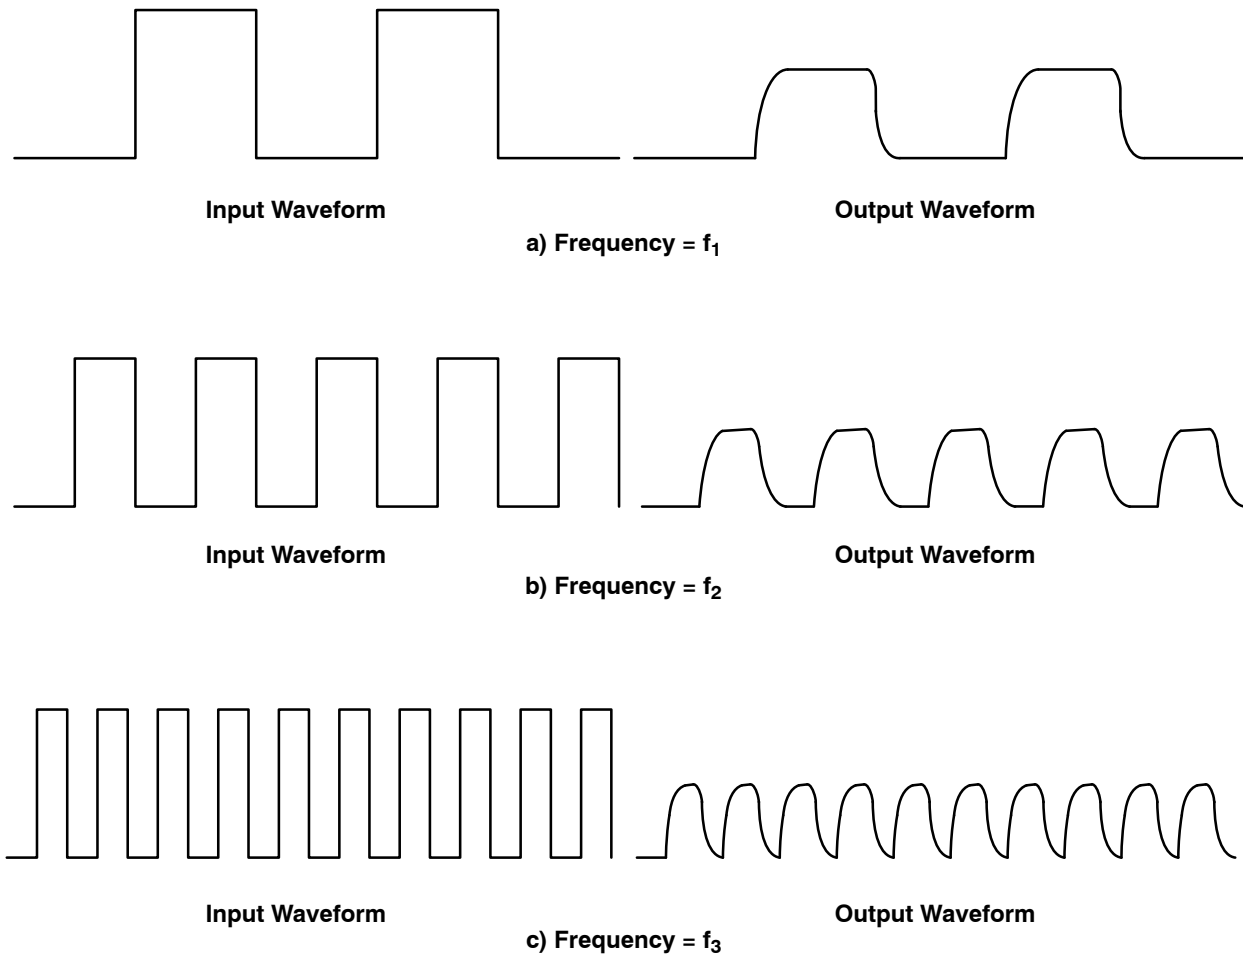 Input Waveform
Output Waveform
a) Frequency = f₁
Input Waveform
Output Waveform
b) Frequency = f₂
Input Waveform
Output Waveform
c) Frequency = f₃